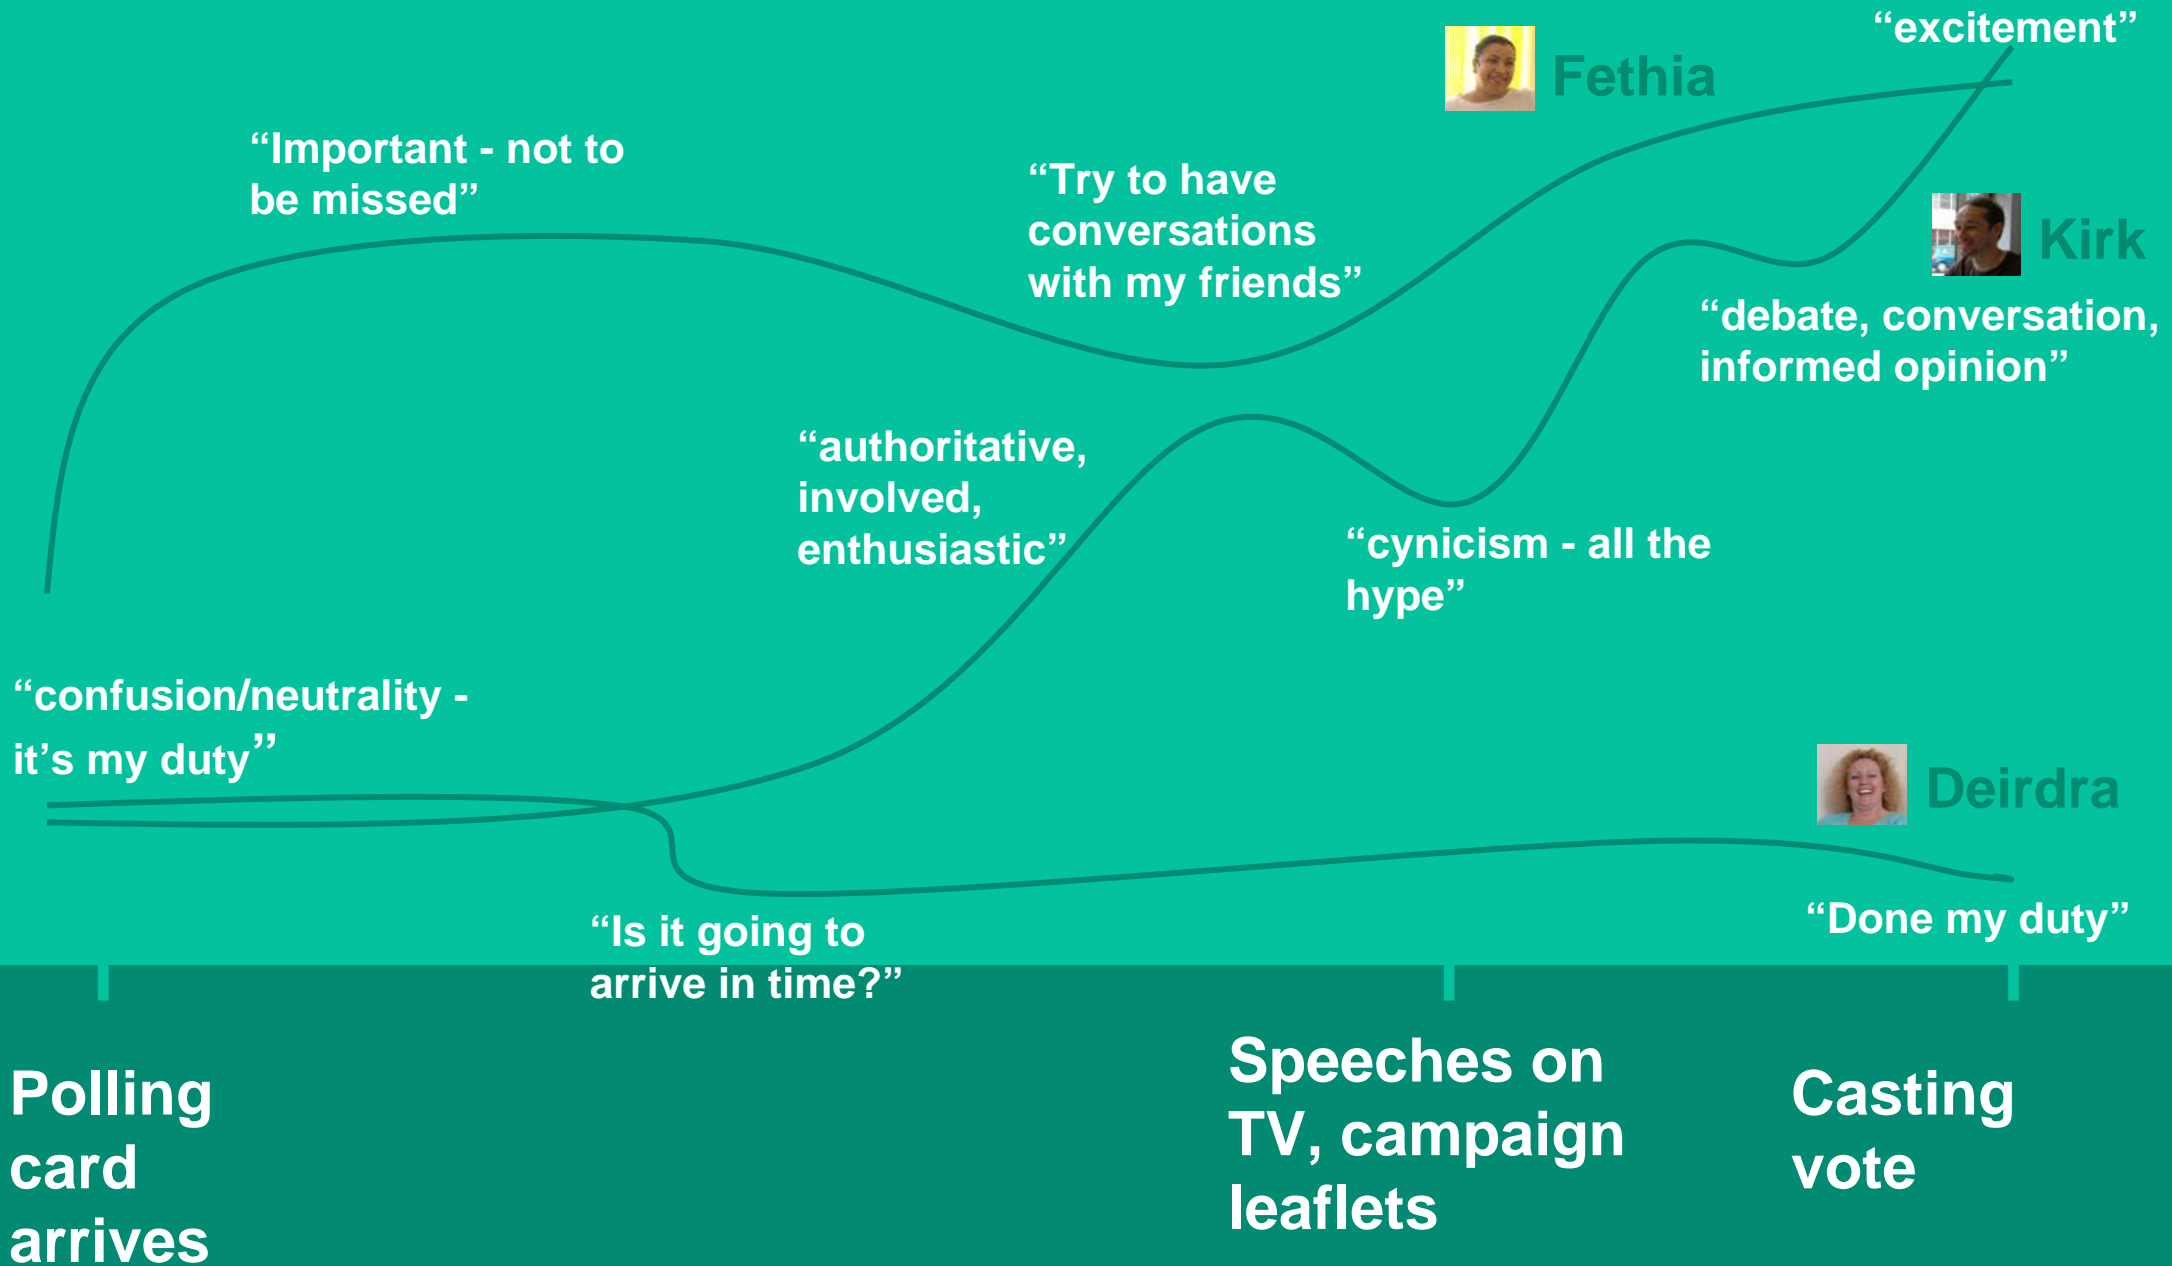 “excitement”
Fethia
“Important - not to
be missed”
“Try to have
conversations
with my friends”
Kirk
“debate, conversation,
informed opinion”
“authoritative,
involved,
enthusiastic”
“cynicism - all the
hype”
“confusion/neutrality -
it’s my duty”
Deirdra
“Is it going to
arrive in time?”
“Done my duty”
Polling
card
arrives
Speeches on
TV, campaign
leaflets
Casting
vote